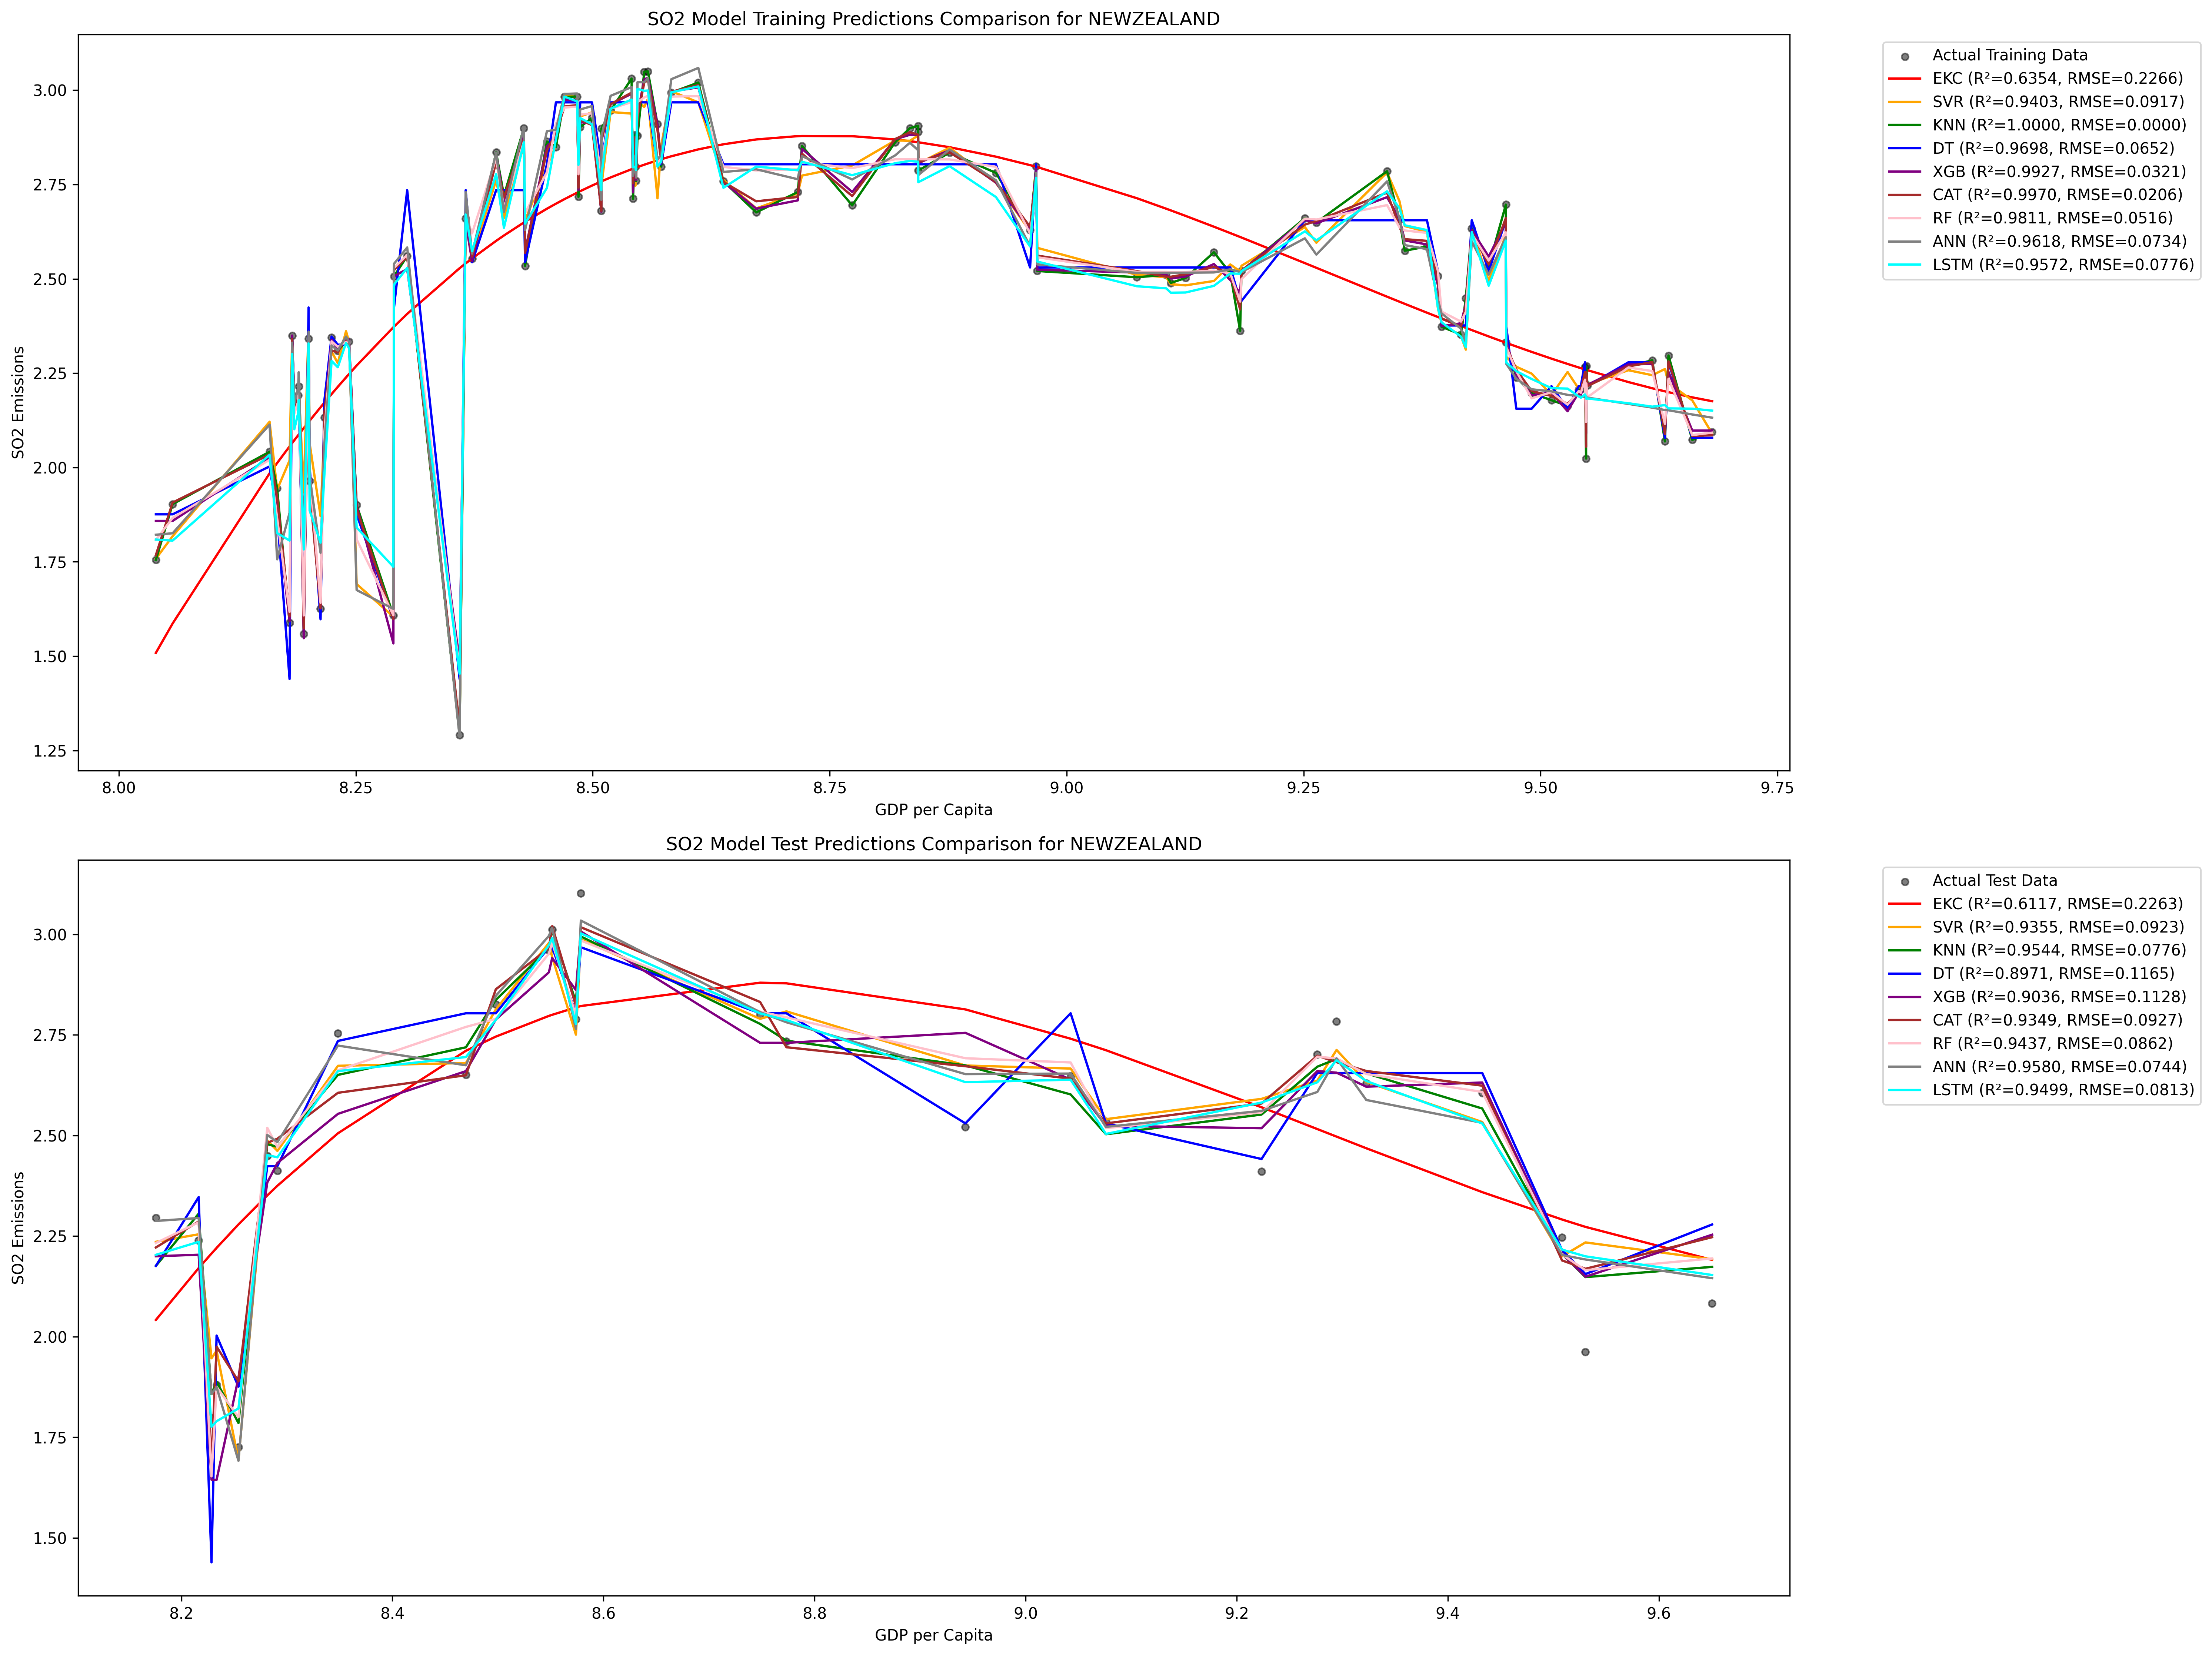 SO2 Model Training Predictions Comparison for NEWZEALAND
SO2 Emissions
3.00
2.75
2.50
2.25
2.00
1.75
1.50
1.25
8.00 8.25 8.50 8.75 9.00 9.25 9.50 9.75
GDP per Capita
Actual Training Data
EKC (R²=0.6354, RMSE=0.2266)
SVR (R²=0.9403, RMSE=0.0917)
KNN (R²=1.0000, RMSE=0.0000)
DT (R²=0.9698, RMSE=0.0652)
XGB (R²=0.9927, RMSE=0.0321)
CAT (R²=0.9970, RMSE=0.0206)
RF (R²=0.9811, RMSE=0.0516)
ANN (R²=0.9618, RMSE=0.0734)
LSTM (R²=0.9572, RMSE=0.0776)
SO2 Model Test Predictions Comparison for NEWZEALAND
SO2 Emissions
3.00
2.75
2.50
2.25
2.00
1.75
1.50
8.2 8.4 8.6 8.8 9.0 9.2 9.4 9.6
GDP per Capita
Actual Test Data
EKC (R²=0.6117, RMSE=0.2263)
SVR (R²=0.9355, RMSE=0.0923)
KNN (R²=0.9544, RMSE=0.0776)
DT (R²=0.8971, RMSE=0.1165)
XGB (R²=0.9036, RMSE=0.1128)
CAT (R²=0.9349, RMSE=0.0927)
RF (R²=0.9437, RMSE=0.0862)
ANN (R²=0.9580, RMSE=0.0744)
LSTM (R²=0.9499, RMSE=0.0813)